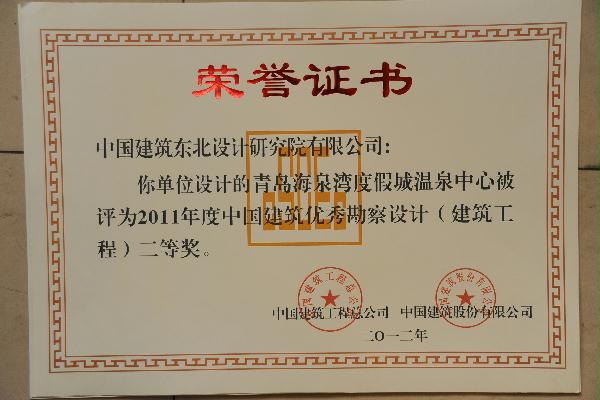 荣誉证书
中国建筑东北设计研究院有限公司：
你单位设计的青岛海泉湾度假城温泉中心被
评为2011年度中国建筑优秀勘察设计（建筑工
程）二等奖。
中国建筑工程总公司 中国建筑股份有限公司
二〇一二年